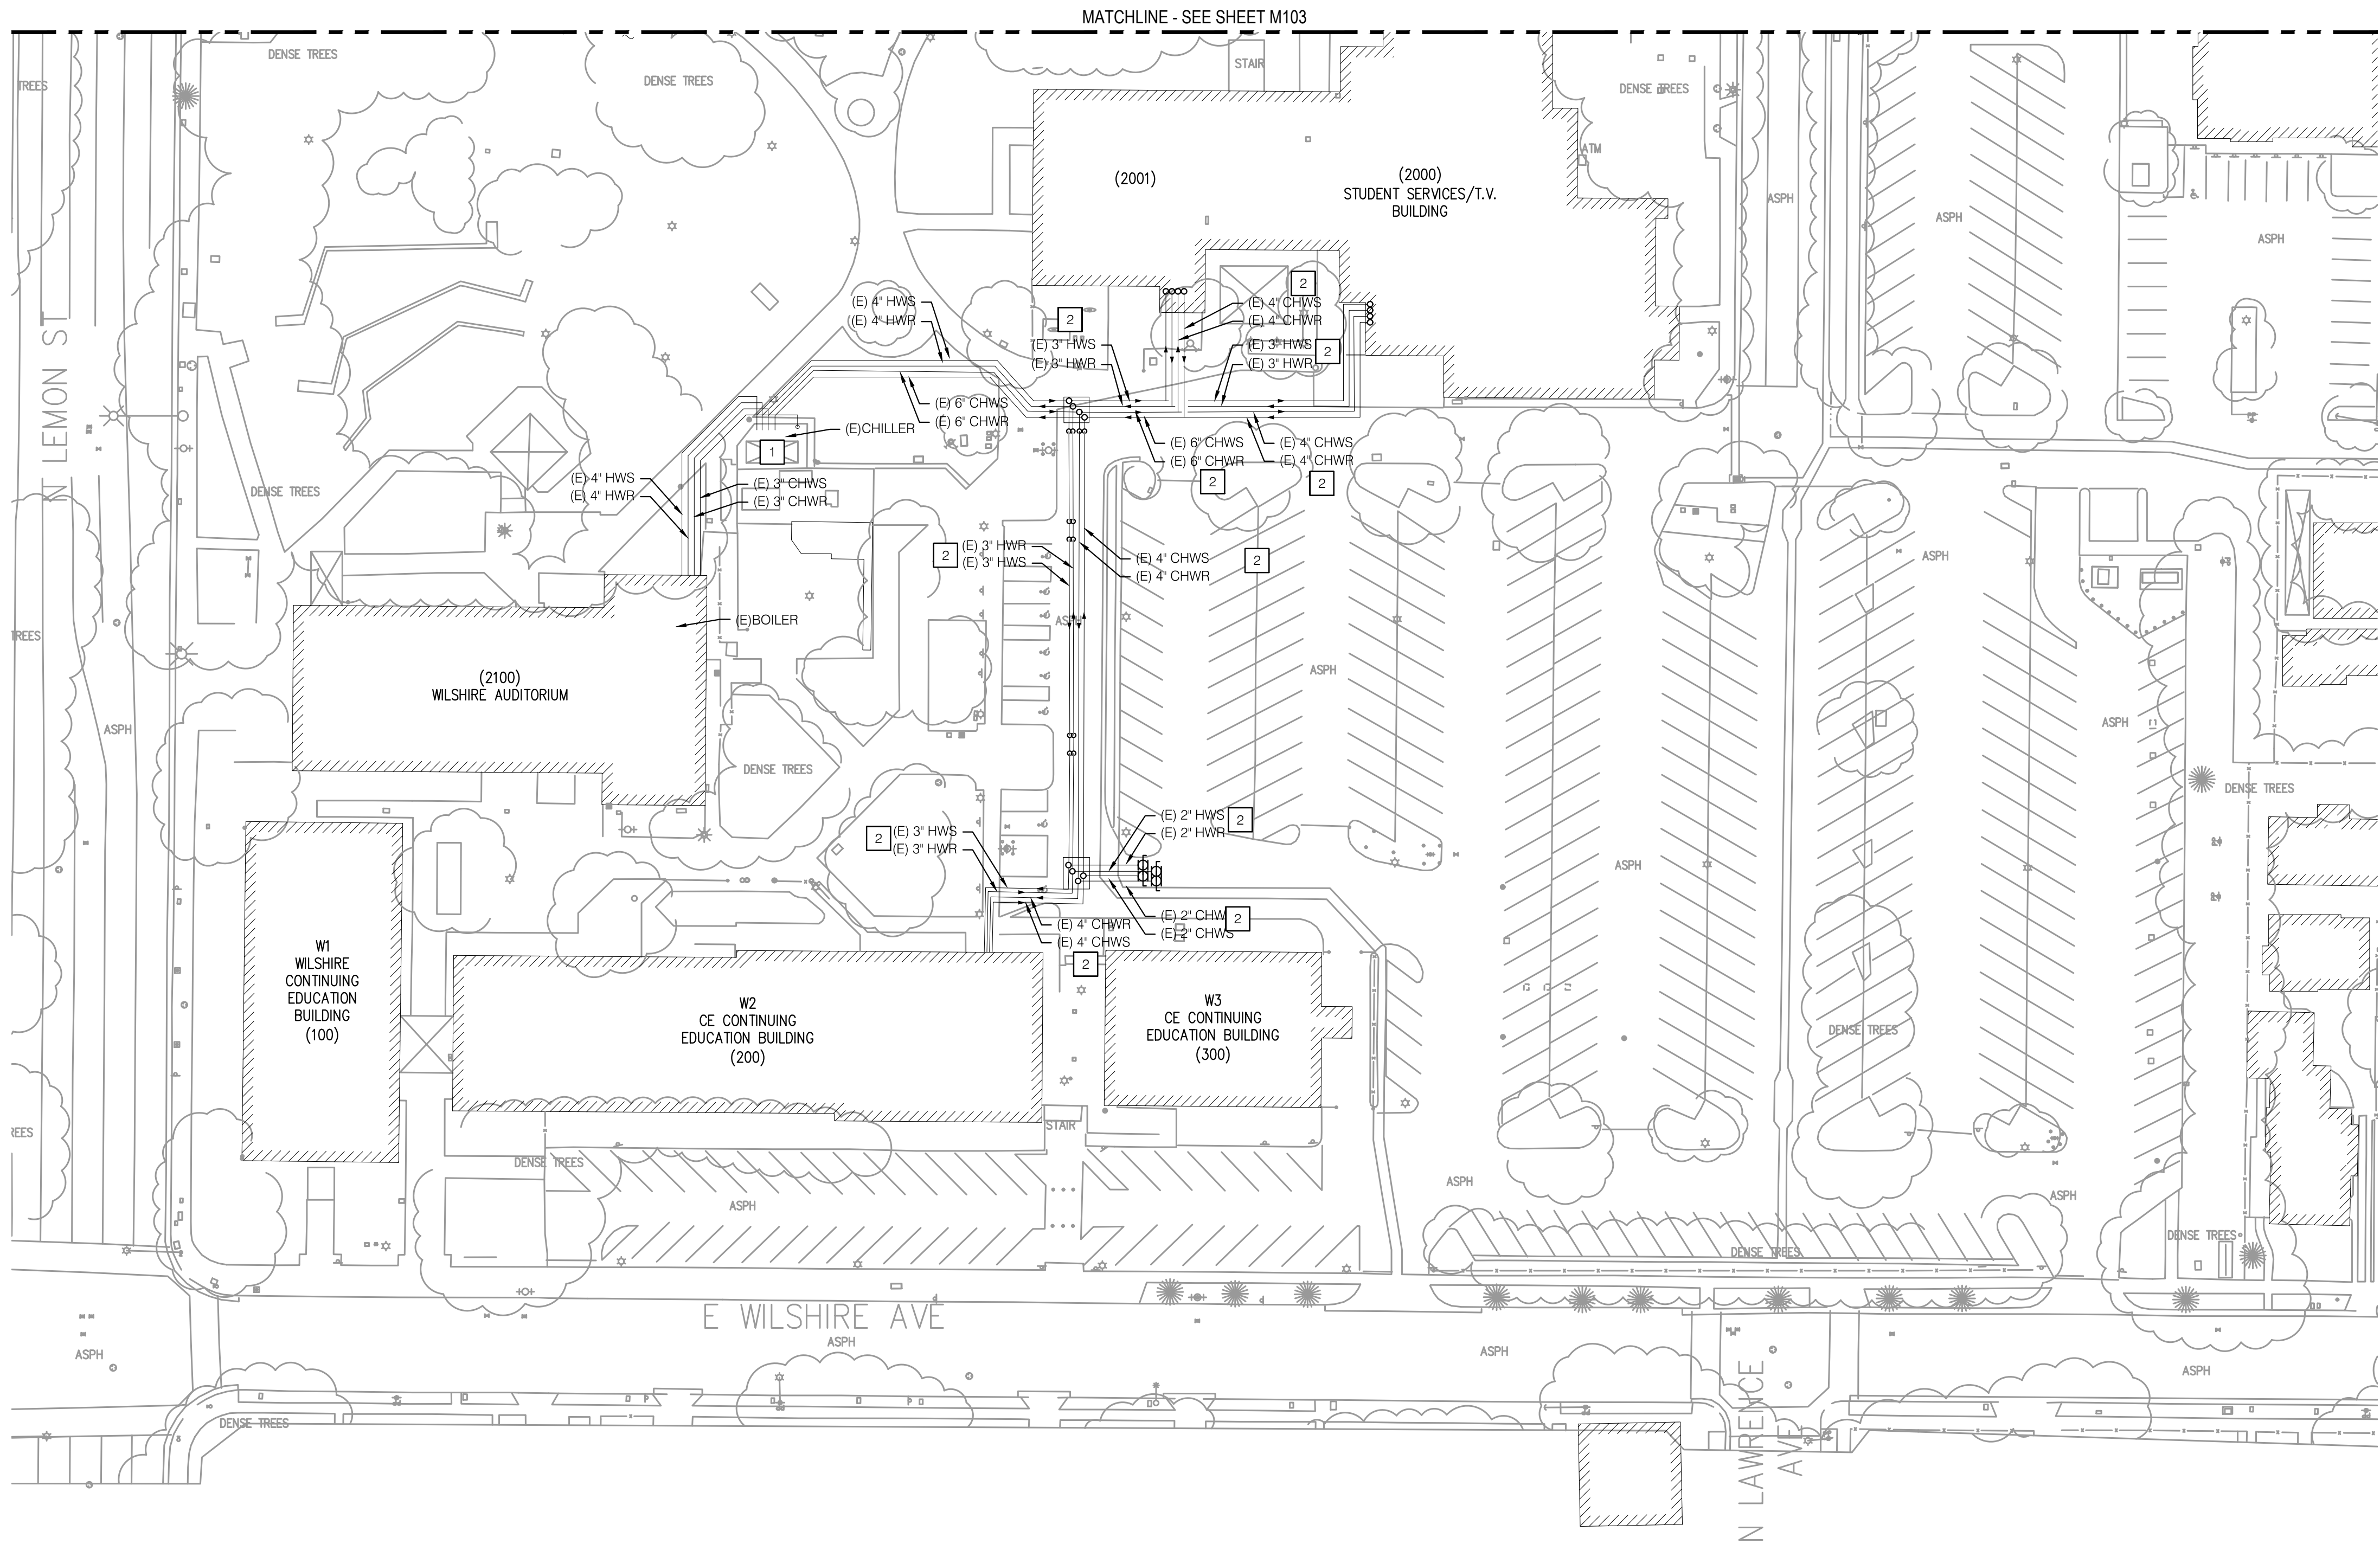 MATCHLINE - SEE SHEET M103
DENSE TREES
DENSE TREES
STAIR
DENSE TREES
TREES
ATM
(2001)
(2000)
STUDENT SERVICES/T.V.
BUILDING
ASPH
ASPH
ASPH
N LEMON ST
(E) 4" HWS
(E) 4" HWR
2
2
(E) 4" CHWS
(E) 4" CHWR
(E) 3" HWS
(E) 3" HWR
(E) 3" HWS
(E) 3" HWR
2
(E) 6" CHWS
(E) 6" CHWR
(E)CHILLER
1
(E) 6" CHWS
(E) 6" CHWR
2
(E) 4" CHWS
(E) 4" CHWR
2
(E) 4" HWS
(E) 4" HWR
(E) 3" CHWS
(E) 3" CHWR
DENSE TREES
2
(E) 3" HWR
(E) 3" HWS
(E) 4" CHWS
(E) 4" CHWR
2
ASPH
(E)BOILER
ASPH
TREES
(2100)
WILSHIRE AUDITORIUM
ASPH
ASPH
ASPH
DENSE TREES
DENSE TREES
2
(E) 3" HWS
(E) 3" HWR
(E) 2" HWS
(E) 2" HWR
2
ASPH
(E) 4" CHWR
(E) 4" CHWS
2
(E) 2" CHW
(E) 2" CHWS
2
W1
WILSHIRE
CONTINUING
EDUCATION
BUILDING
(100)
W2
CE CONTINUING
EDUCATION BUILDING
(200)
W3
CE CONTINUING
EDUCATION BUILDING
(300)
DENSE TREES
STAIR
DENSE TREES
ASPH
ASPH
ASPH
DENSE TREES
DENSE TREES
E WILSHIRE AVE
ASPH
ASPH
ASPH
ASPH
DENSE TREES
N LAWRENCE
AVE